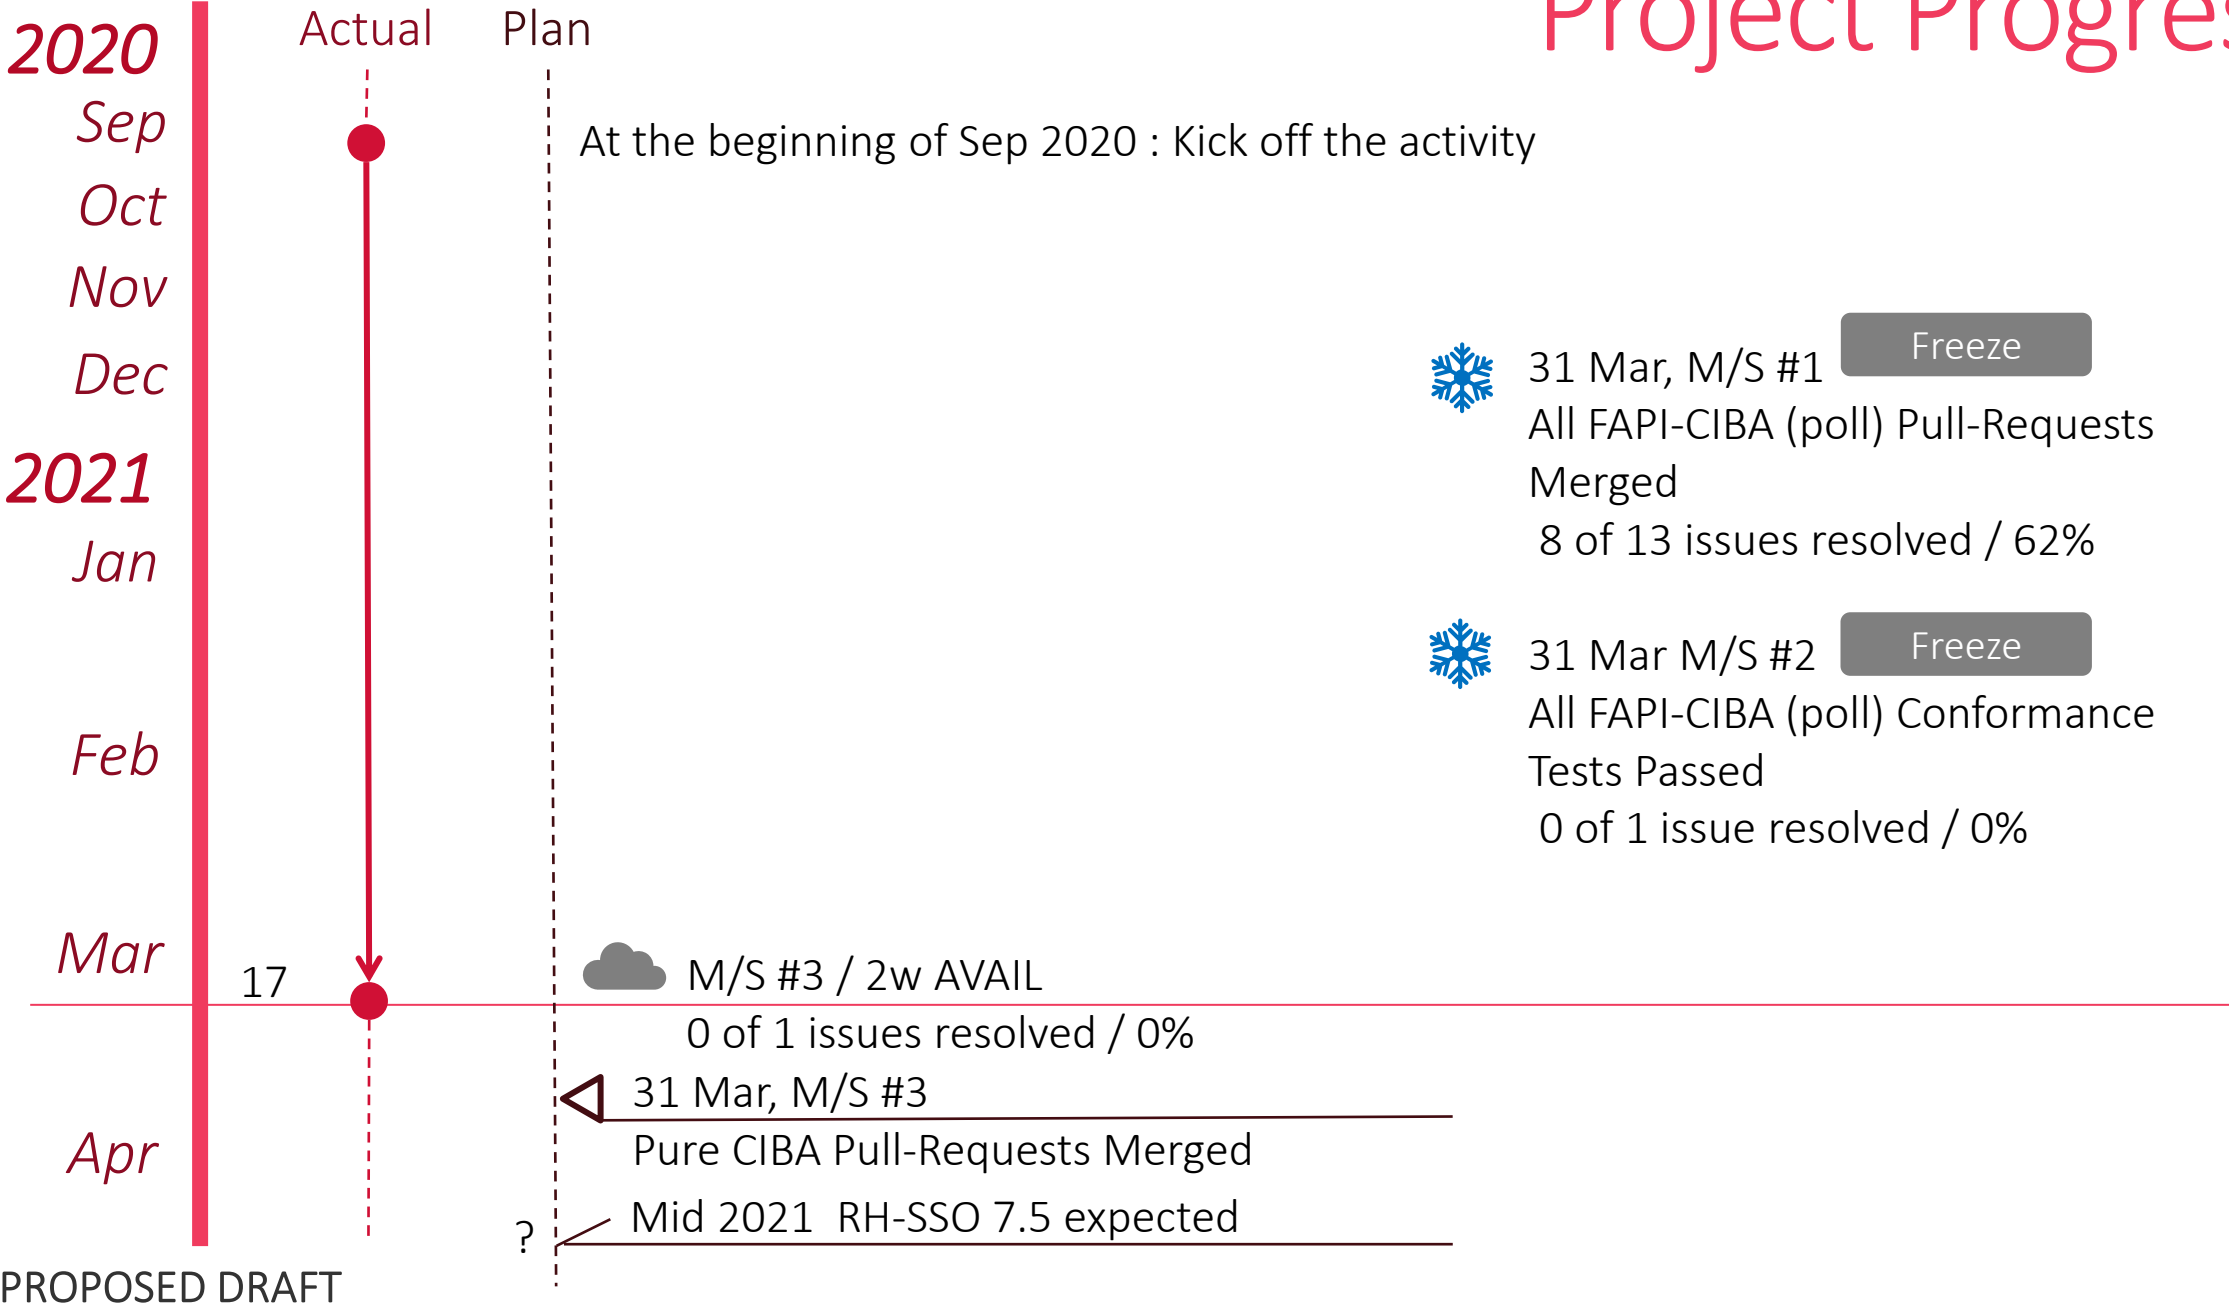 Project Progres
2020
Actual
Plan
Sep
At the beginning of Sep 2020 : Kick off the activity
Oct
Nov
Dec
31 Mar, M/S #1
Freeze
All FAPI-CIBA (poll) Pull-Requests
Merged
8 of 13 issues resolved / 62%
2021
Jan
31 Mar M/S #2
Freeze
All FAPI-CIBA (poll) Conformance
Tests Passed
0 of 1 issue resolved / 0%
Feb
Mar
17
M/S #3 / 2w AVAIL
0 of 1 issues resolved / 0%
31 Mar, M/S #3
Pure CIBA Pull-Requests Merged
Apr
?
Mid 2021 RH-SSO 7.5 expected
PROPOSED DRAFT